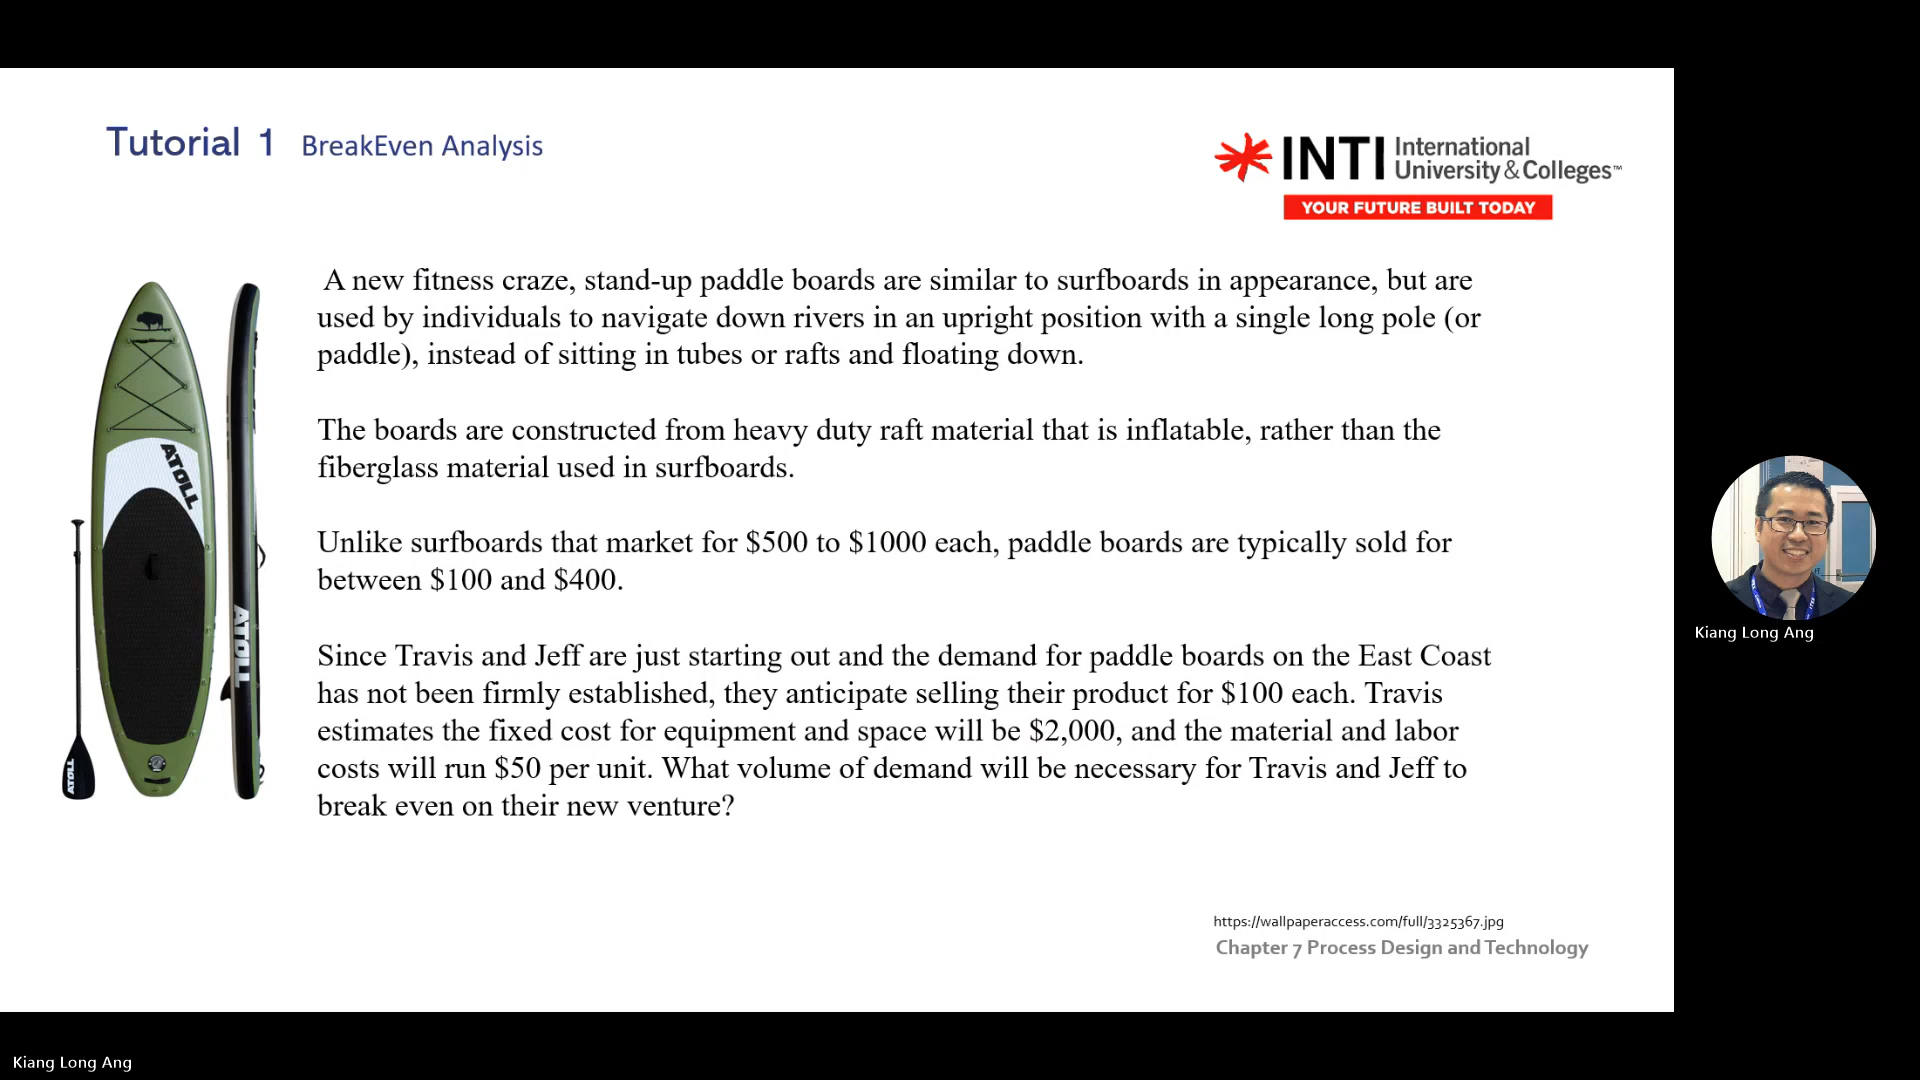 Tutorial 1 BreakEven Analysis
INTI International
University & Colleges™
YOUR FUTURE BUILT TODAY
A new fitness craze, stand-up paddle boards are similar to surfboards in appearance, but are
used by individuals to navigate down rivers in an upright position with a single long pole (or
paddle), instead of sitting in tubes or rafts and floating down.
The boards are constructed from heavy duty raft material that is inflatable, rather than the
fiberglass material used in surfboards.
Unlike surfboards that market for $500 to $1000 each, paddle boards are typically sold for
between $100 and $400.
Since Travis and Jeff are just starting out and the demand for paddle boards on the East Coast
has not been firmly established, they anticipate selling their product for $100 each. Travis
estimates the fixed cost for equipment and space will be $2,000, and the material and labor
costs will run $50 per unit. What volume of demand will be necessary for Travis and Jeff to
break even on their new venture?
ATOLL
ATOLL
ATOLL
https://wallpaperaccess.com/full/3325367.jpg
Chapter 7 Process Design and Technology
Kiang Long Ang
Kiang Long Ang